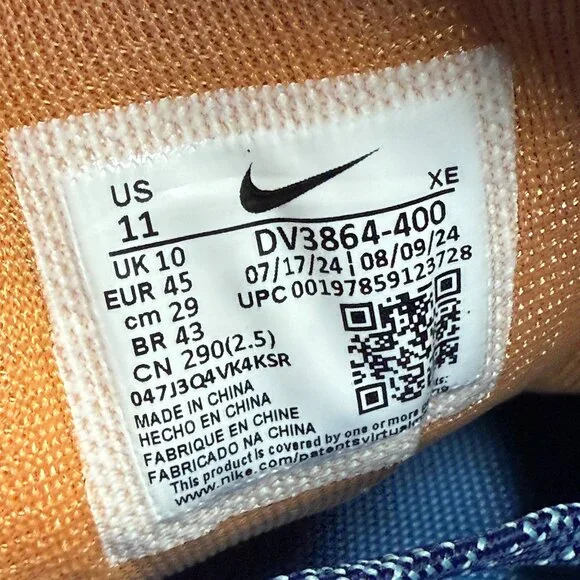 US
11
XE
UK 10
EUR 45
cm 29
BR 43
CN 290(2.5)
DV3864-400
07/17/24 | 08/09/24
UPC 00197859123728
047J3Q4VK4KSR
MADE IN CHINA
HECHO EN CHINA
FABRIQUE EN CHINE
FABRICADO NA CHINA
This product is covered by one or more
www.nike.com/patentsvirtual